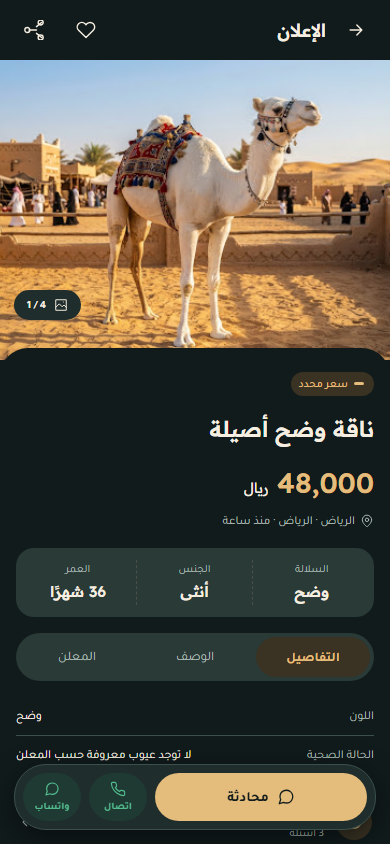 الإعلان
1/4
سعر محدد
ناقة وضح أصيلة
48,000 ريال
الرياض · الرياض · منذ ساعة
السلالة الجنس العمر
وضح أنثى 36 شهرًا
التفاصيل الوصف المعلن
اللون وضح
الحالة الصحية لا توجد عيوب معروفة حسب المعلن
محادثة اتصال واتساب
3 أسئلة